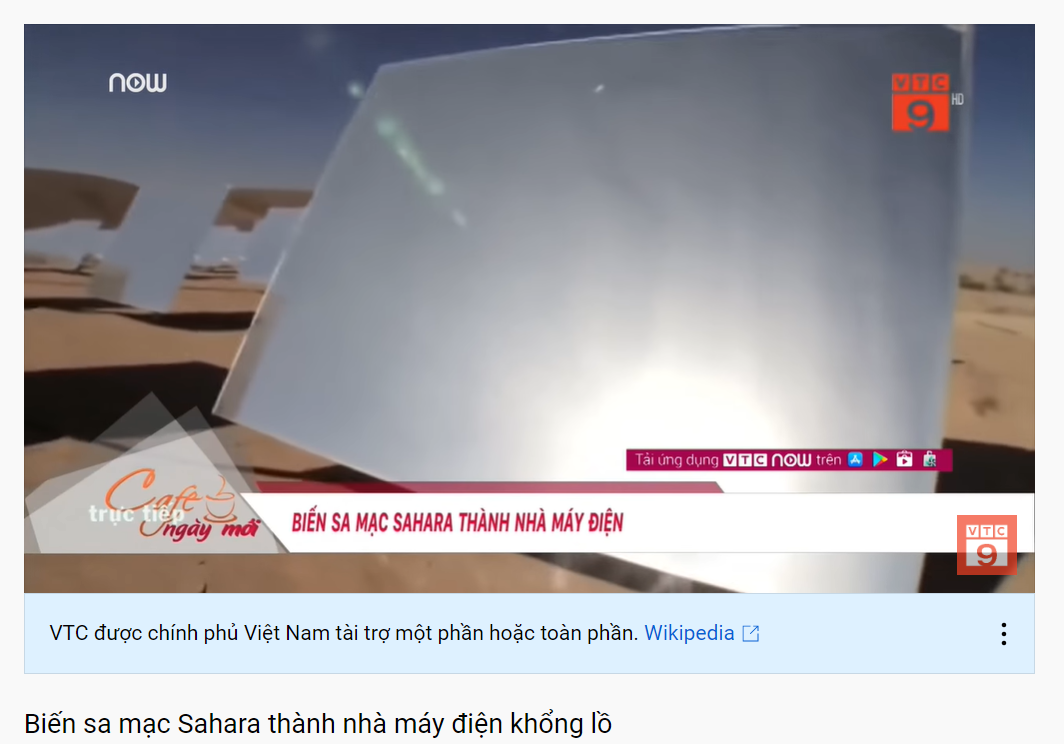 now
VTC
9
HD
Tải ứng dụng VTC now trên
Café
trực tiếp
ngày mới
BIẾN SA MẠC SAHARA THÀNH NHÀ MÁY ĐIỆN
VTC
9
VTC được chính phủ Việt Nam tài trợ một phần hoặc toàn phần. Wikipedia
Biến sa mạc Sahara thành nhà máy điện khổng lồ